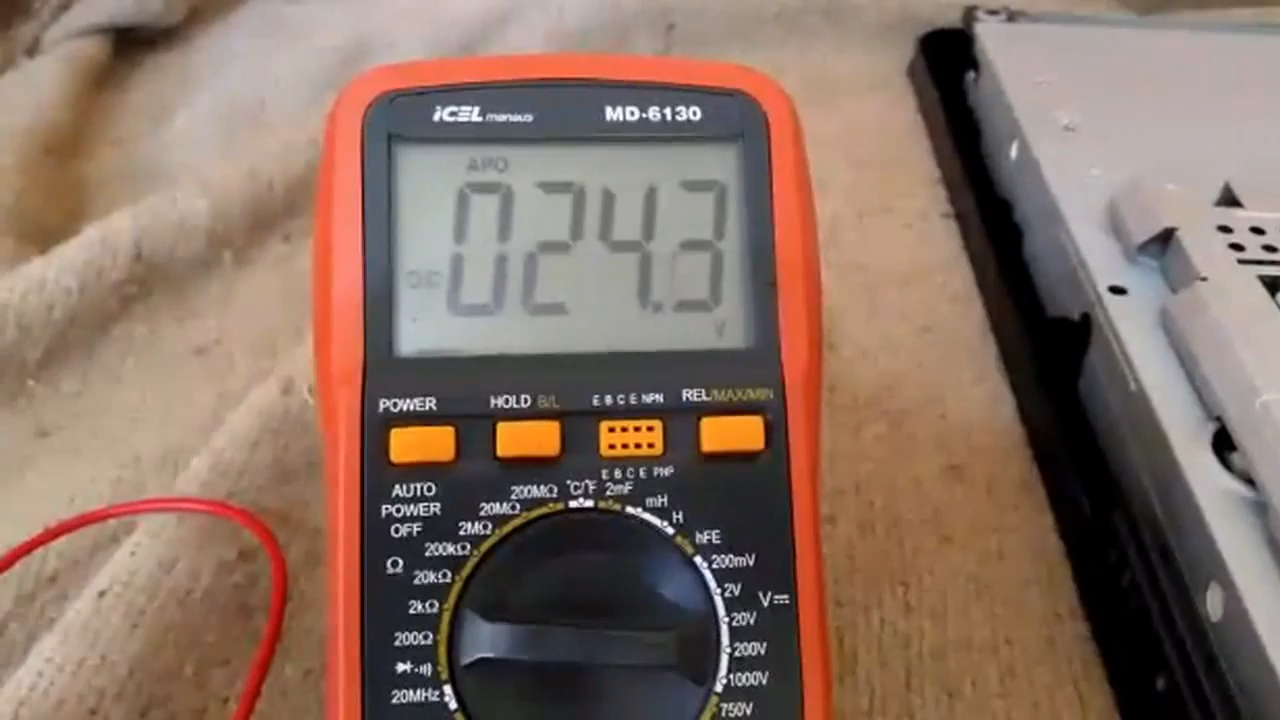 iCEL manaus MD-6130
APO
024.3
DC
V
POWER HOLD B/L E B C E NPN REL/MAX/MIN
E B C E PNP
AUTO POWER OFF
200MΩ °C/°F 2mF
20MΩ mH
2MΩ H
200kΩ hFE
Ω 20kΩ 200mV
2kΩ 2V V
200Ω 20V
200V
20MHz 1000V
750V